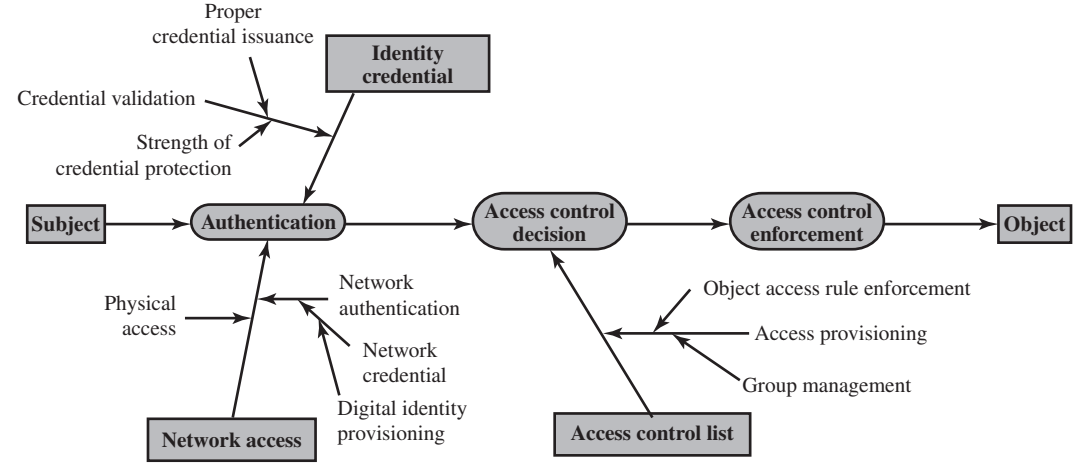 Proper
credential issuance
Identity
credential
Credential validation
Strength of
credential protection
Subject
Authentication
Access control
decision
Access control
enforcement
Object
Physical
access
Network
authentication
Network
credential
Digital identity
provisioning
Object access rule enforcement
Access provisioning
Group management
Network access
Access control list